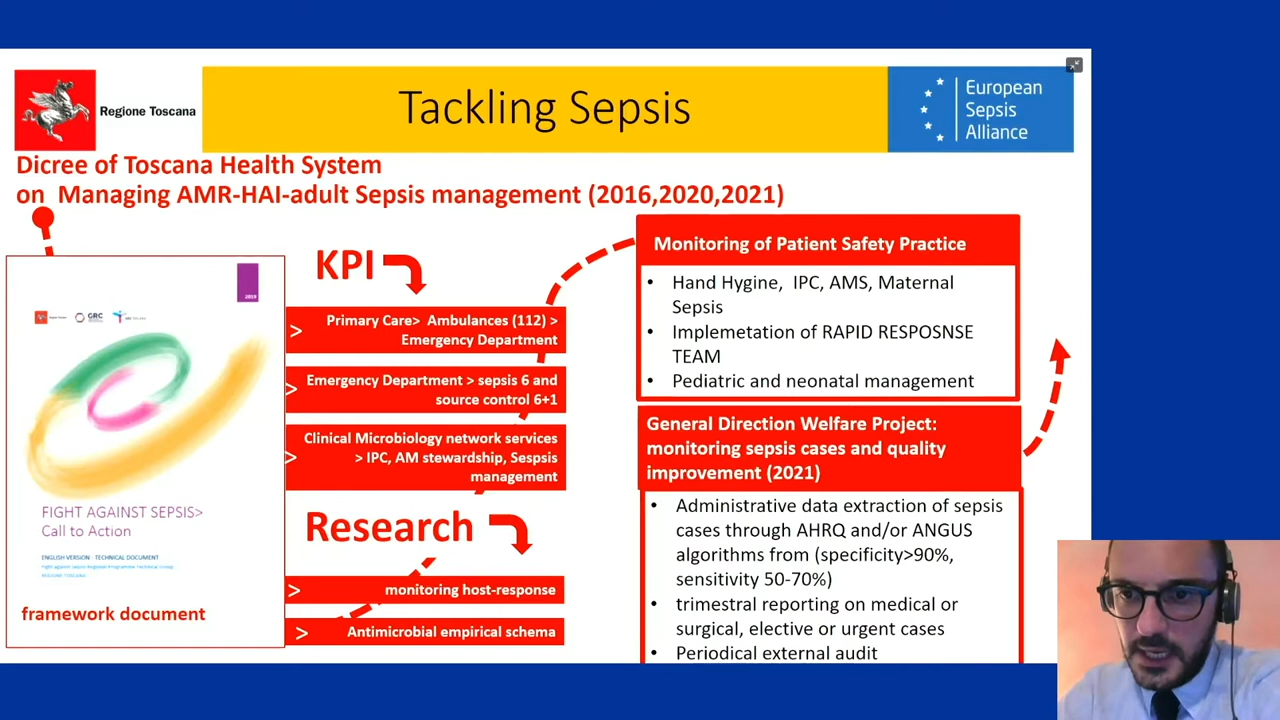 Regione Toscana
Tackling Sepsis
European
Sepsis
Alliance
Dicree of Toscana Health System
on Managing AMR-HAI-adult Sepsis management (2016,2020,2021)
2019
GRC
FIGHT AGAINST SEPSIS>
Call to Action
ENGLISH VERSION - TECHNICAL DOCUMENT
framework document
KPI
> Primary Care> Ambulances (112) >
Emergency Department
> Emergency Department > sepsis 6 and
source control 6+1
> Clinical Microbiology network services
> IPC, AM stewardship, Sespsis
management
Research
> monitoring host-response
> Antimicrobial empirical schema
Monitoring of Patient Safety Practice
• Hand Hygine, IPC, AMS, Maternal
Sepsis
• Implemetation of RAPID RESPOSNSE
TEAM
• Pediatric and neonatal management
General Direction Welfare Project:
monitoring sepsis cases and quality
improvement (2021)
• Administrative data extraction of sepsis
cases through AHRQ and/or ANGUS
algorithms from (specificity>90%,
sensitivity 50-70%)
• trimestral reporting on medical or
surgical, elective or urgent cases
• Periodical external audit